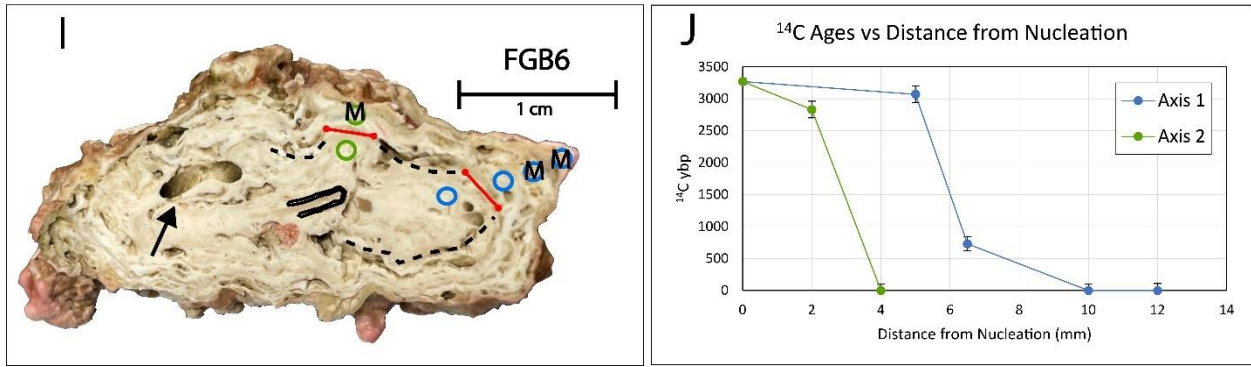 I
FGB6
1 cm
M
M
M
J
¹⁴C Ages vs Distance from Nucleation
3500
3000
2500
2000
1500
1000
500
0
¹⁴C ybp
0 2 4 6 8 10 12 14
Distance from Nucleation (mm)
Axis 1
Axis 2